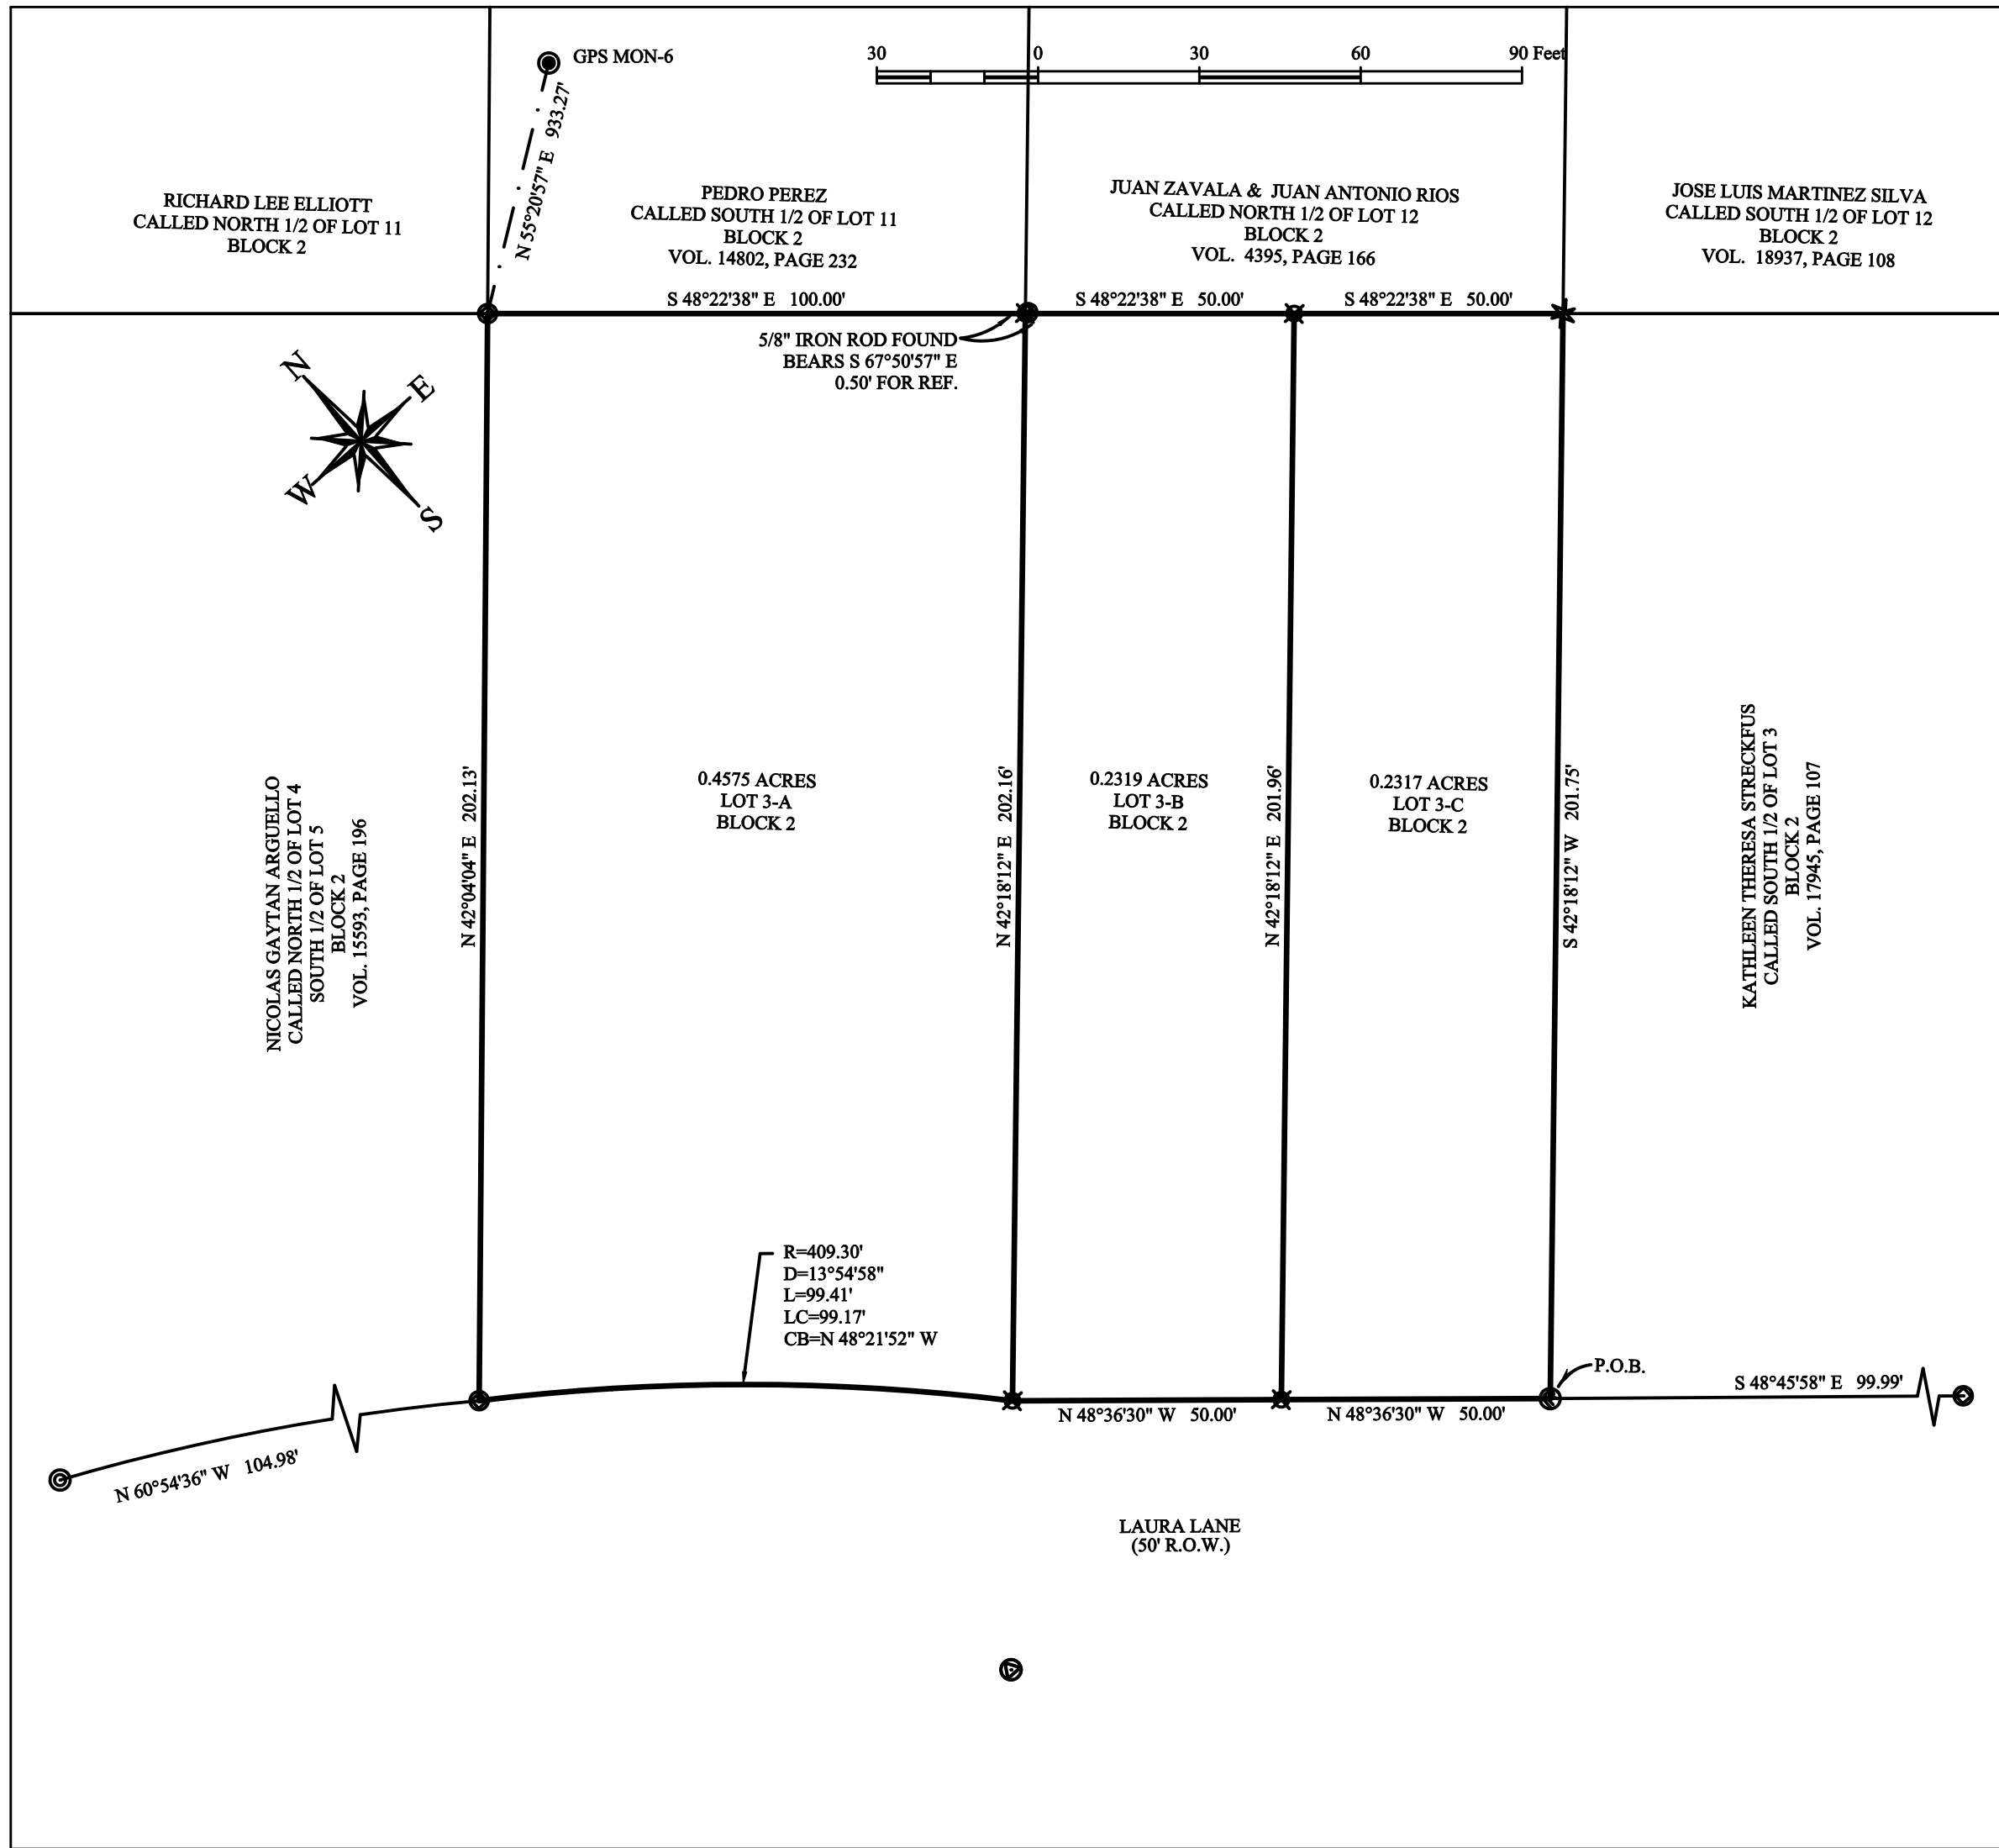 GPS MON-6
30 0 30 60 90 Feet
N 55°20'57" E 933.27'
RICHARD LEE ELLIOTT
CALLED NORTH 1/2 OF LOT 11
BLOCK 2
PEDRO PEREZ
CALLED SOUTH 1/2 OF LOT 11
BLOCK 2
VOL. 14802, PAGE 232
JUAN ZAVALA & JUAN ANTONIO RIOS
CALLED NORTH 1/2 OF LOT 12
BLOCK 2
VOL. 4395, PAGE 166
JOSE LUIS MARTINEZ SILVA
CALLED SOUTH 1/2 OF LOT 12
BLOCK 2
VOL. 18937, PAGE 108
S 48°22'38" E 100.00'
S 48°22'38" E 50.00'
S 48°22'38" E 50.00'
5/8" IRON ROD FOUND
BEARS S 67°50'57" E
0.50' FOR REF.
N
E
W
S
NICOLAS GAYTAN ARGUELLO
CALLED NORTH 1/2 OF LOT 4
SOUTH 1/2 OF LOT 5
BLOCK 2
VOL. 15593, PAGE 196
N 42°04'04" E 202.13'
0.4575 ACRES
LOT 3-A
BLOCK 2
N 42°18'12" E 202.16'
0.2319 ACRES
LOT 3-B
BLOCK 2
N 42°18'12" E 201.96'
0.2317 ACRES
LOT 3-C
BLOCK 2
S 42°18'12" W 201.75'
KATHLEEN THERESA STRECKFUS
CALLED SOUTH 1/2 OF LOT 3
BLOCK 2
VOL. 17945, PAGE 107
R=409.30'
D=13°54'58"
L=99.41'
LC=99.17'
CB=N 48°21'52" W
P.O.B.
S 48°45'58" E 99.99'
N 48°36'30" W 50.00'
N 48°36'30" W 50.00'
N 60°54'36" W 104.98'
LAURA LANE
(50' R.O.W.)